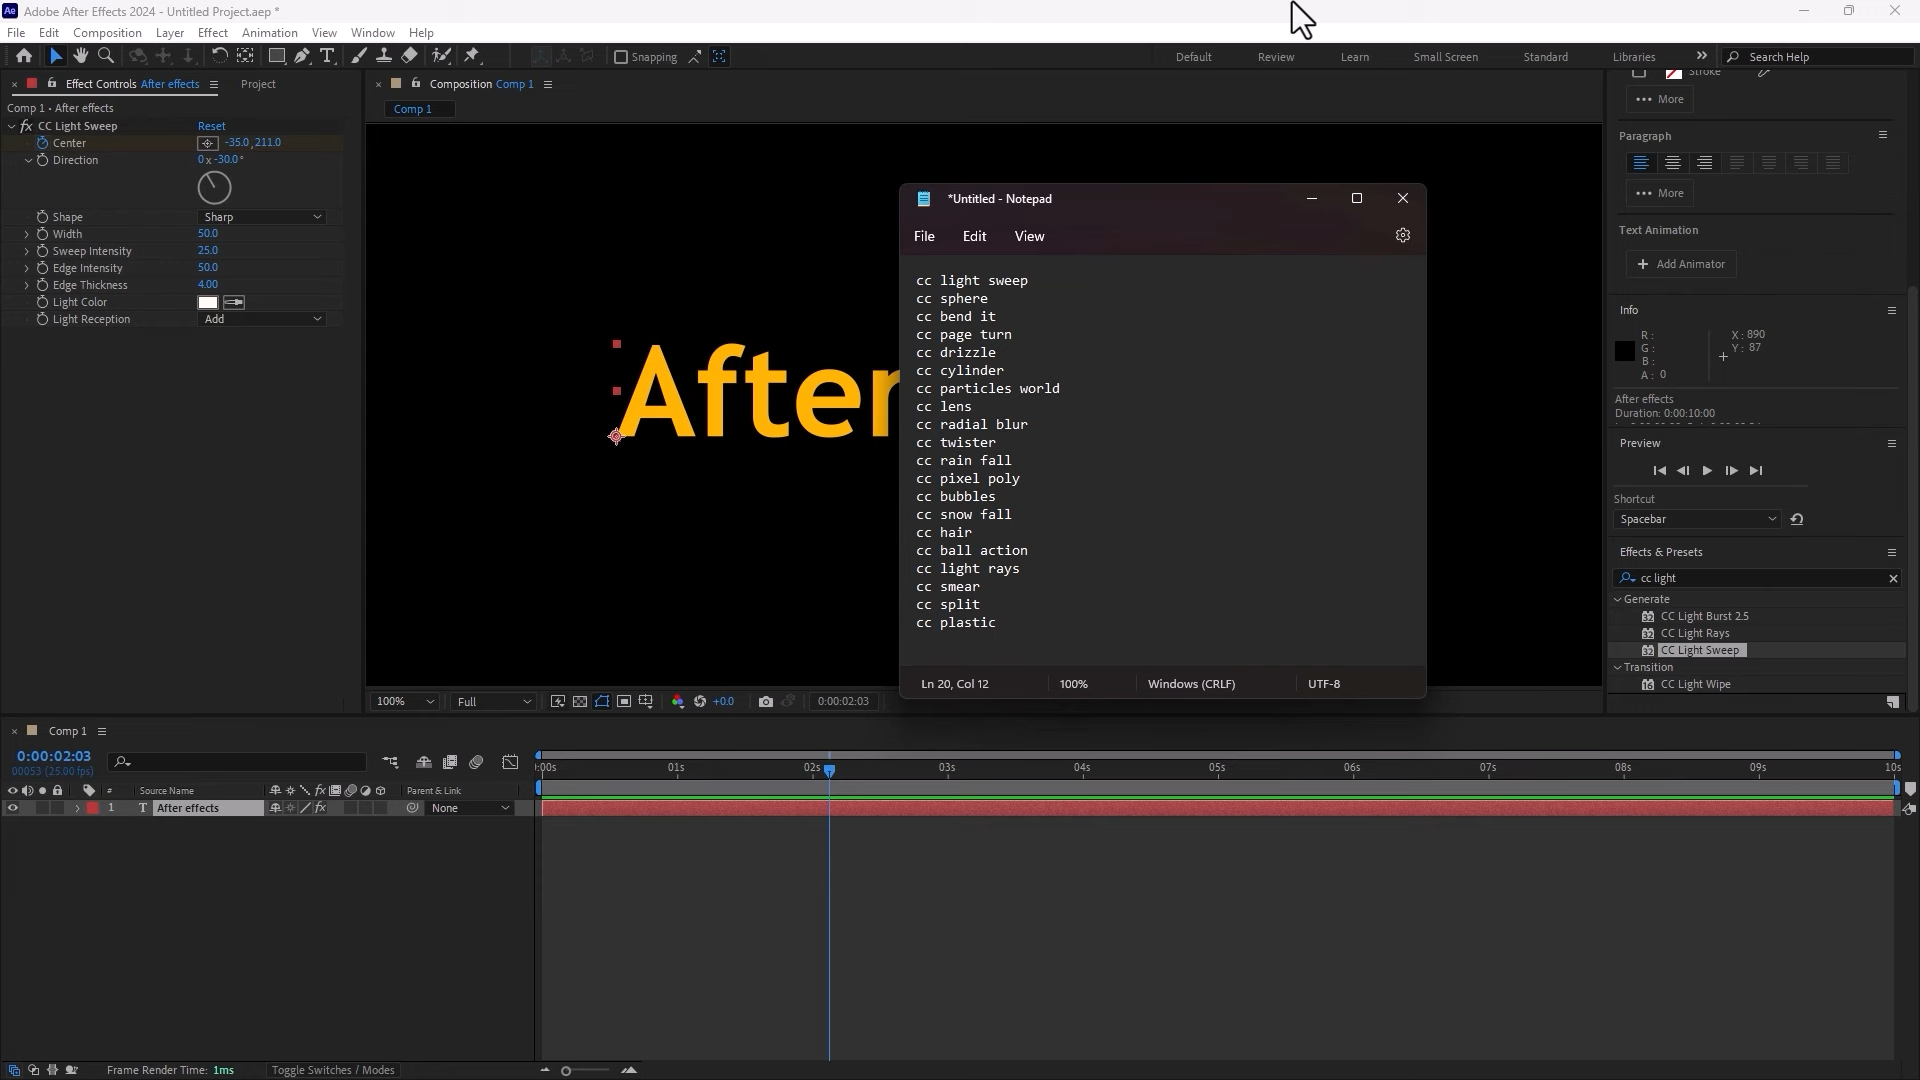 Adobe After Effects 2024 - Untitled Project.aep *
File Edit Composition Layer Effect Animation View Window Help
Snapping
Default Review Learn Small Screen Standard Libraries
Search Help
Effect Controls After effects
Project
Comp 1 • After effects
fx CC Light Sweep Reset
Center -35.0, 211.0
Direction 0x-30.0°
Shape Sharp
Width 50.0
Sweep Intensity 25.0
Edge Intensity 50.0
Edge Thickness 4.00
Light Color
Light Reception Add
Composition Comp 1
Comp 1
After
*Untitled - Notepad
File Edit View
cc light sweep
cc sphere
cc bend it
cc page turn
cc drizzle
cc cylinder
cc particles world
cc lens
cc radial blur
cc twister
cc rain fall
cc pixel poly
cc bubbles
cc snow fall
cc hair
cc ball action
cc light rays
cc smear
cc split
cc plastic
Ln 20, Col 12 100% Windows (CRLF) UTF-8
100% Full +0.0 0:00:02:03
Stroke
More
Paragraph
More
Text Animation
Add Animator
Info
R: X: 890
G: Y: 87
B:
A: 0
After effects
Duration: 0:00:10:00
Preview
Shortcut
Spacebar
Effects & Presets
cc light
Generate
CC Light Burst 2.5
CC Light Rays
CC Light Sweep
Transition
CC Light Wipe
Comp 1
0:00:02:03
00053 (25.00 fps)
:00s 01s 02s 03s 04s 05s 06s 07s 08s 09s 10s
# Source Name Parent & Link
1 T After effects fx None
Frame Render Time: 1ms Toggle Switches / Modes